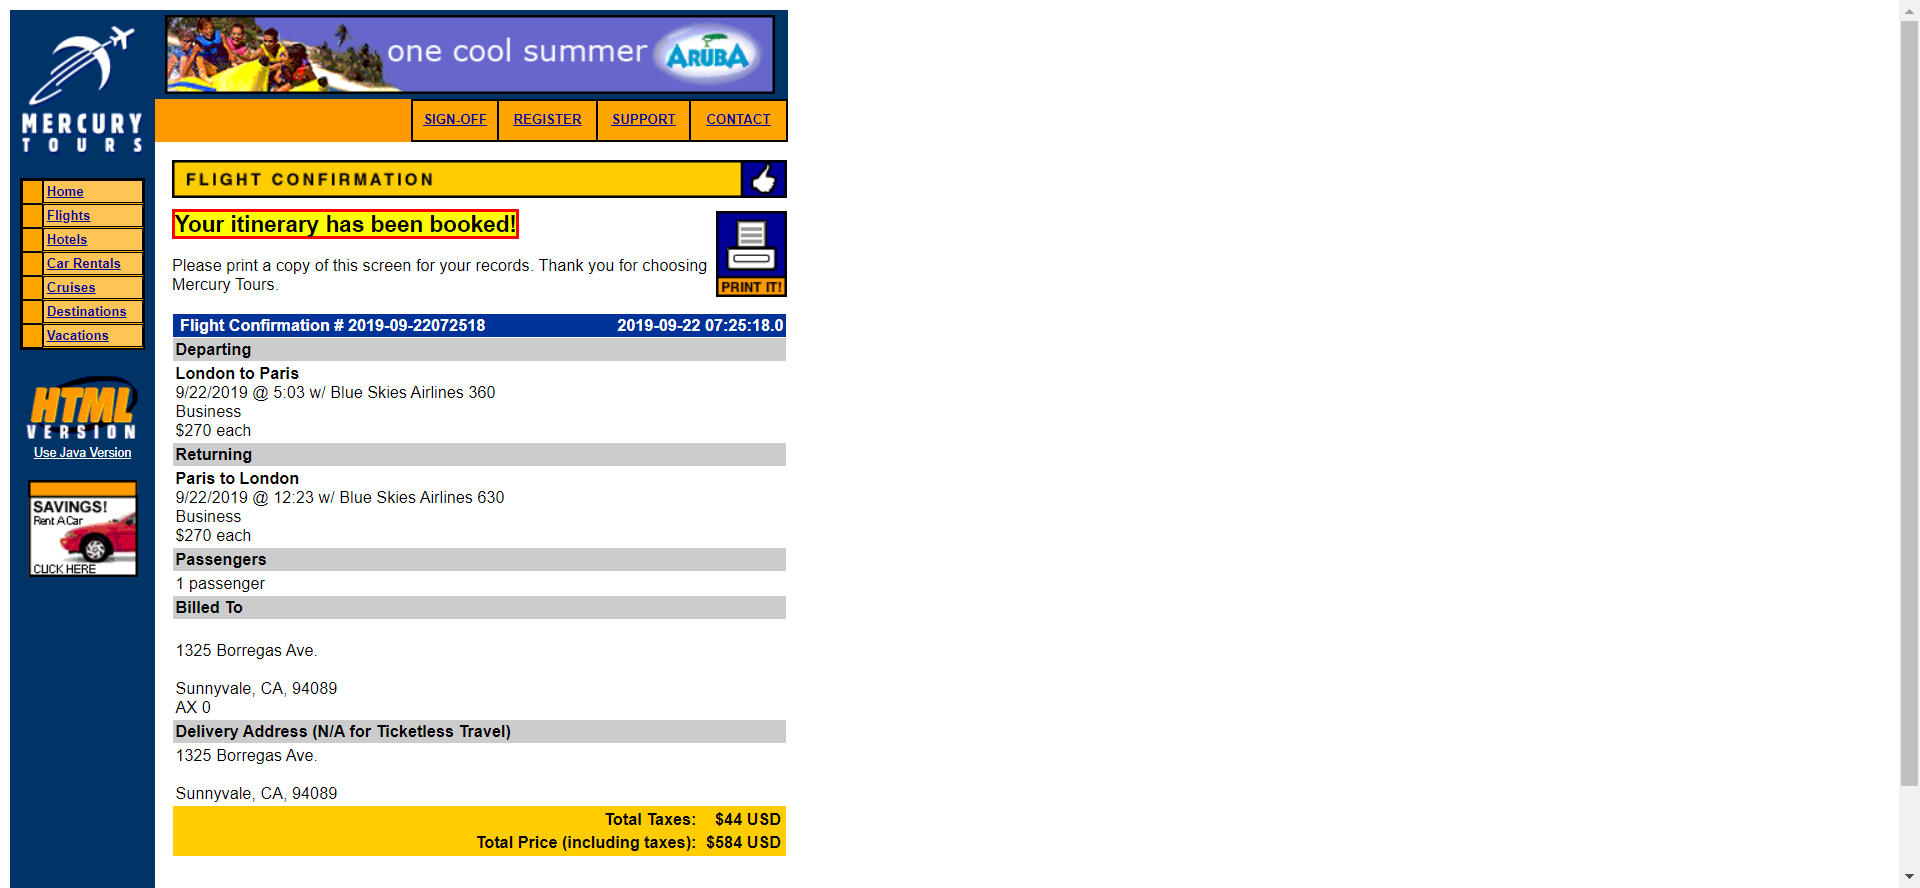 one cool summer ARUBA
MERCURY
TOURS
SIGN-OFF REGISTER SUPPORT CONTACT
Home
Flights
Hotels
Car Rentals
Cruises
Destinations
Vacations
HTML
VERSION
Use Java Version
SAVINGS!
Rent A Car
CLICK HERE
FLIGHT CONFIRMATION
Your itinerary has been booked!
PRINT IT!
Please print a copy of this screen for your records. Thank you for choosing
Mercury Tours.
Flight Confirmation # 2019-09-22072518 2019-09-22 07:25:18.0
Departing
London to Paris
9/22/2019 @ 5:03 w/ Blue Skies Airlines 360
Business
$270 each
Returning
Paris to London
9/22/2019 @ 12:23 w/ Blue Skies Airlines 630
Business
$270 each
Passengers
1 passenger
Billed To
1325 Borregas Ave.
Sunnyvale, CA, 94089
AX 0
Delivery Address (N/A for Ticketless Travel)
1325 Borregas Ave.
Sunnyvale, CA, 94089
Total Taxes: $44 USD
Total Price (including taxes): $584 USD